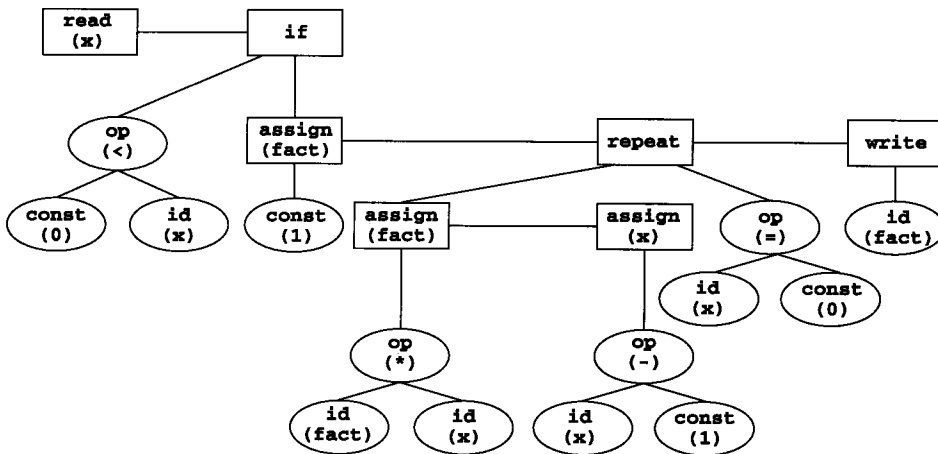 read
(x)
if
op
(<)
assign
(fact)
repeat
write
const
(0)
id
(x)
const
(1)
assign
(fact)
assign
(x)
op
(=)
id
(fact)
id
(x)
const
(0)
op
(*)
op
(-)
id
(fact)
id
(x)
id
(x)
const
(1)